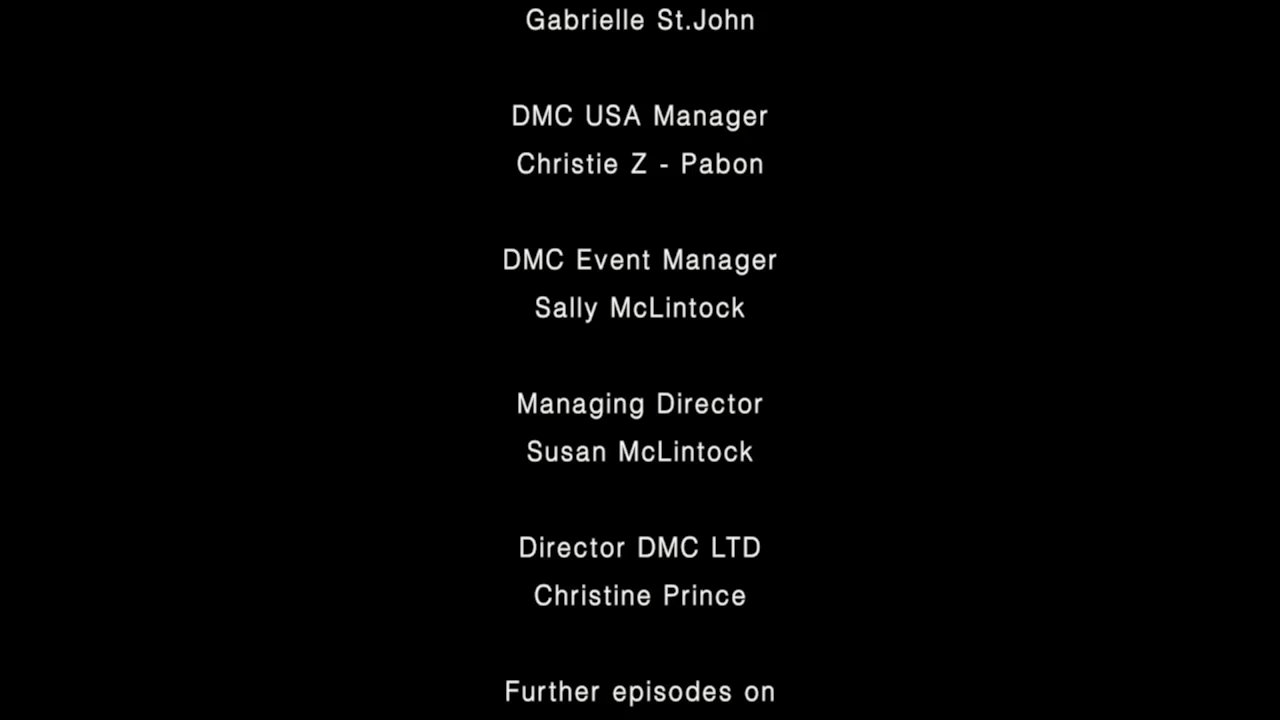 Gabrielle St.John
DMC USA Manager
Christie Z - Pabon
DMC Event Manager
Sally McLintock
Managing Director
Susan McLintock
Director DMC LTD
Christine Prince
Further episodes on